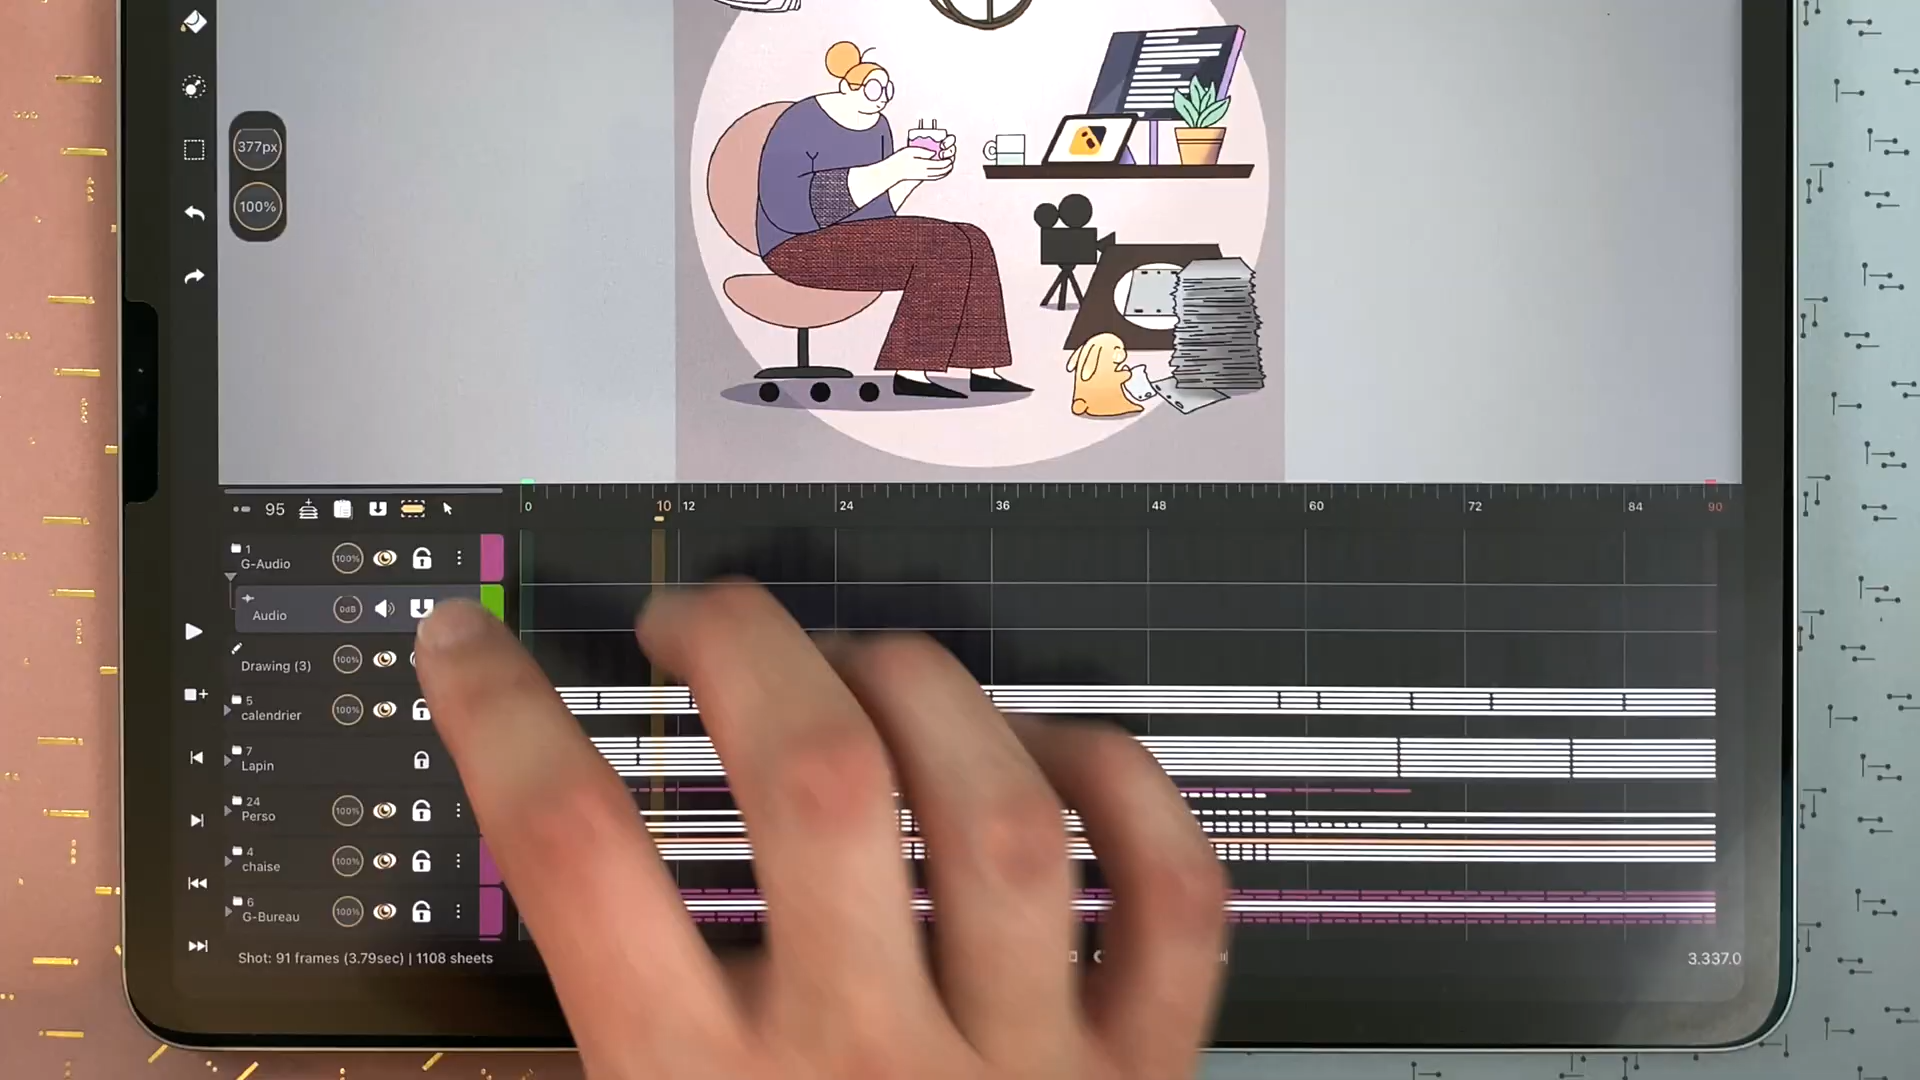 377px
100%
95
0 10 12 24 36 48 60 72 84 90
1
G-Audio 100%
Audio 0dB
Drawing (3) 100%
5
calendrier 100%
7
Lapin
24
Perso 100%
4
chaise 100%
6
G-Bureau 100%
Shot: 91 frames (3.79sec) | 1108 sheets
3.337.0